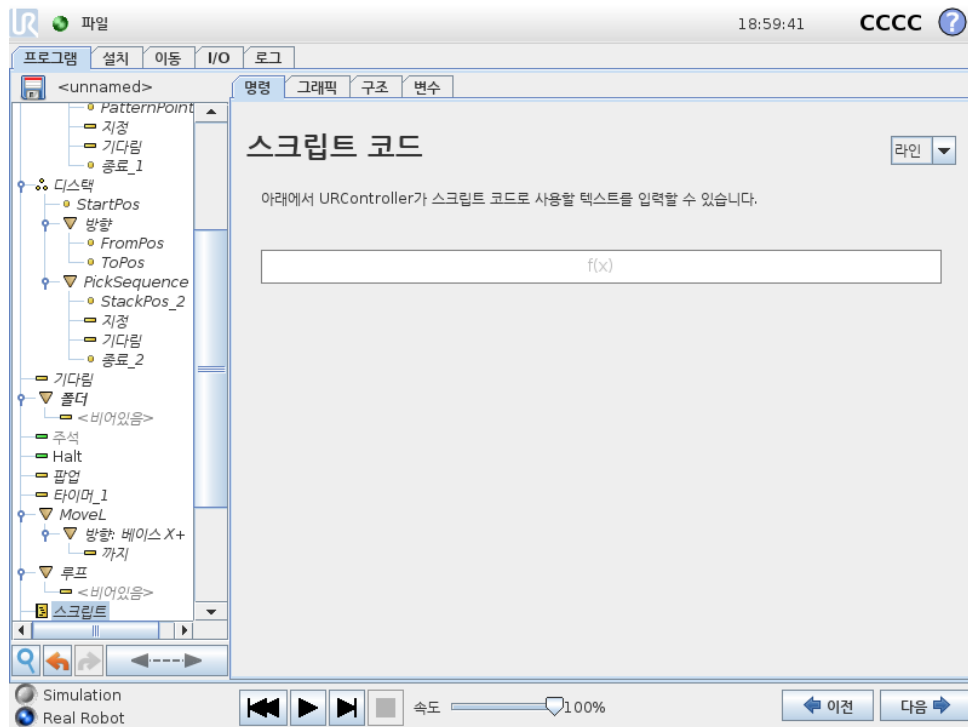 UR 파일 18:59:41 CCCC ?
프로그램 설치 이동 I/O 로그
<unnamed> 명령 그래픽 구조 변수
PatternPoint
지정
기다림
종료_1
디스택
StartPos
방향
FromPos
ToPos
PickSequence
StackPos_2
지정
기다림
종료_2
기다림
폴더
<비어있음>
주석
Halt
팝업
타이머_1
MoveL
방향: 베이스 X+
까지
루프
<비어있음>
스크립트
스크립트 코드
라인
아래에서 URController가 스크립트 코드로 사용할 텍스트를 입력할 수 있습니다.
f(x)
Simulation
Real Robot
속도 100%
이전 다음